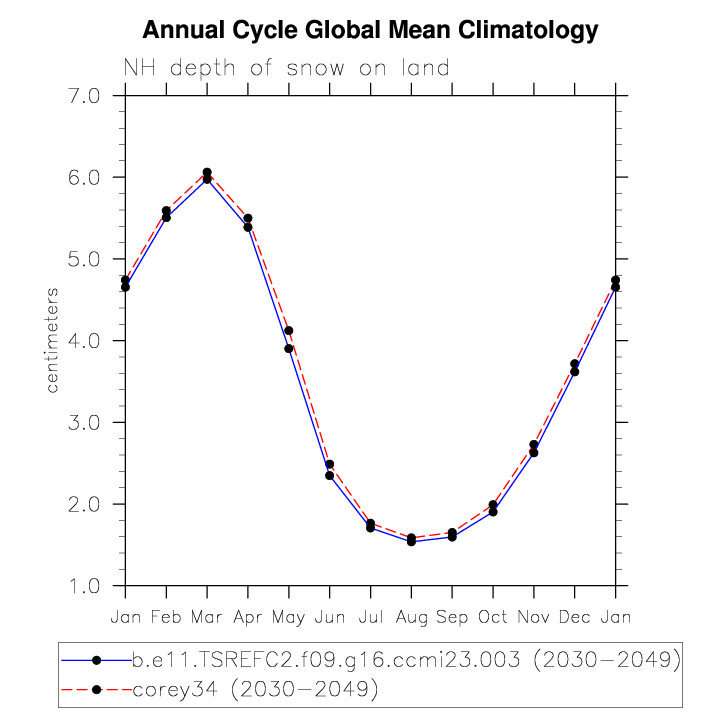 Annual Cycle Global Mean Climatology
NH depth of snow on land
7.0
6.0
5.0
4.0
3.0
2.0
1.0
centimeters
Jan Feb Mar Apr May Jun Jul Aug Sep Oct Nov Dec Jan
b.e11.TSREFC2.f09.g16.ccmi23.003 (2030-2049)
corey34 (2030-2049)